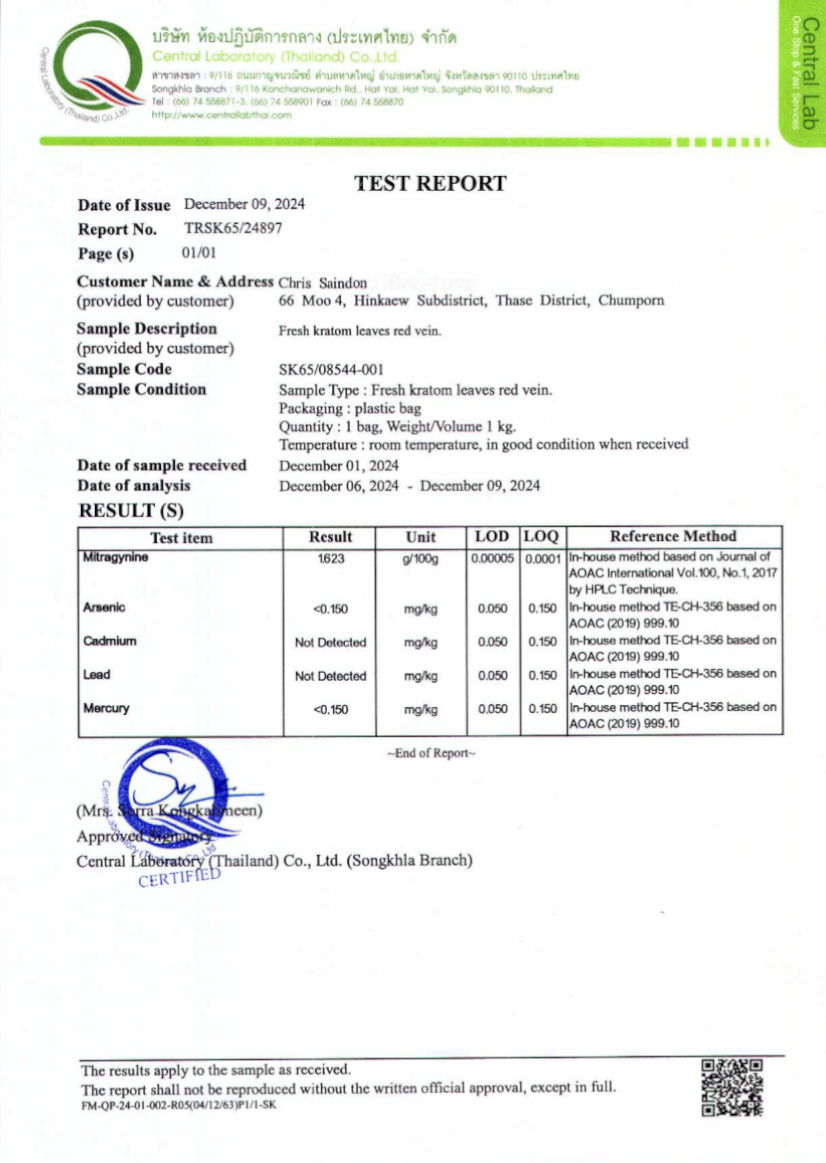 บริษัท ห้องปฏิบัติการกลาง (ประเทศไทย) จำกัด
Central Laboratory (Thailand) Co.,Ltd.
สาขาสงขลา : 9/116 ถนนกาญจนวณิชย์ ตำบลหาดใหญ่ อำเภอหาดใหญ่ จังหวัดสงขลา 90110 ประเทศไทย
Songkhla Branch : 9/116 Kanchanawanich Rd., Hat Yai, Hat Yai, Songkhla 90110, Thailand
Tel : (66) 74 558871-3, (66) 74 558901 Fax : (66) 74 558870
http://www.centrallabthai.com
Central Laboratory (Thailand) Co.,Ltd.
Central Lab
One Stop & Fast Services
TEST REPORT
Date of Issue December 09, 2024
Report No. TRSK65/24897
Page (s) 01/01
Customer Name & Address Chris Saindon
(provided by customer) 66 Moo 4, Hinkaew Subdistrict, Thase District, Chumporn
Sample Description Fresh kratom leaves red vein.
(provided by customer)
Sample Code SK65/08544-001
Sample Condition Sample Type : Fresh kratom leaves red vein.
Packaging : plastic bag
Quantity : 1 bag, Weight/Volume 1 kg.
Temperature : room temperature, in good condition when received
Date of sample received December 01, 2024
Date of analysis December 06, 2024 - December 09, 2024
RESULT (S)
Test item Result Unit LOD LOQ Reference Method
Mitragynine 1.623 g/100g 0.00005 0.0001 In-house method based on Journal of
AOAC International Vol.100, No.1, 2017
by HPLC Technique.
Arsenic <0.150 mg/kg 0.050 0.150 In-house method TE-CH-356 based on
AOAC (2019) 999.10
Cadmium Not Detected mg/kg 0.050 0.150 In-house method TE-CH-356 based on
AOAC (2019) 999.10
Lead Not Detected mg/kg 0.050 0.150 In-house method TE-CH-356 based on
AOAC (2019) 999.10
Mercury <0.150 mg/kg 0.050 0.150 In-house method TE-CH-356 based on
AOAC (2019) 999.10
~End of Report~
(Mrs.
Approved Signatory
Central Laboratory (Thailand) Co., Ltd. (Songkhla Branch)
CERTIFIED
The results apply to the sample as received.
The report shall not be reproduced without the written official approval, except in full.
FM-QP-24-01-002-R05(04/12/63)P1/1-SK